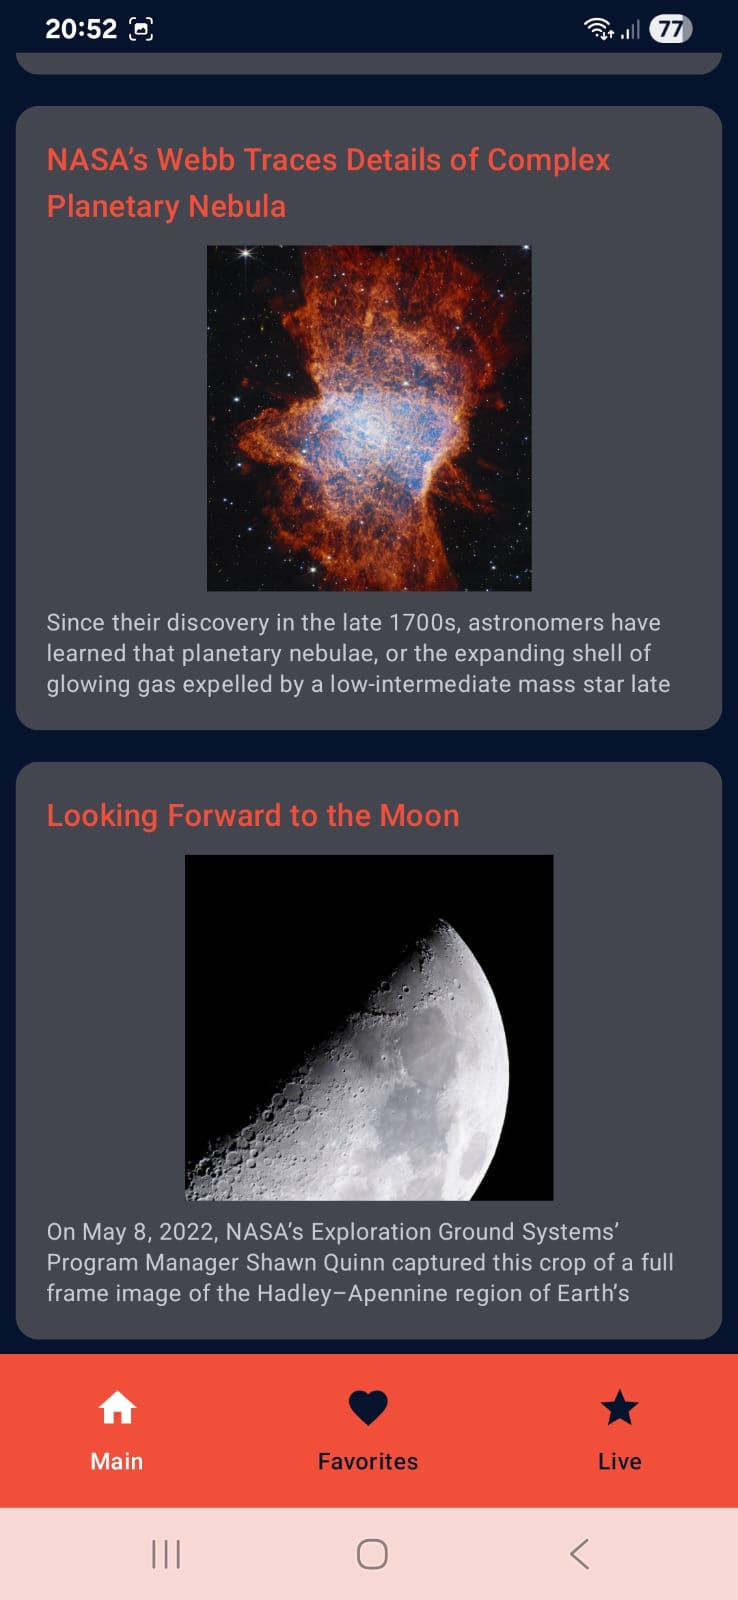 20:52
77
NASA’s Webb Traces Details of Complex
Planetary Nebula
Since their discovery in the late 1700s, astronomers have
learned that planetary nebulae, or the expanding shell of
glowing gas expelled by a low-intermediate mass star late
Looking Forward to the Moon
On May 8, 2022, NASA’s Exploration Ground Systems’
Program Manager Shawn Quinn captured this crop of a full
frame image of the Hadley–Apennine region of Earth’s
Main
Favorites
Live